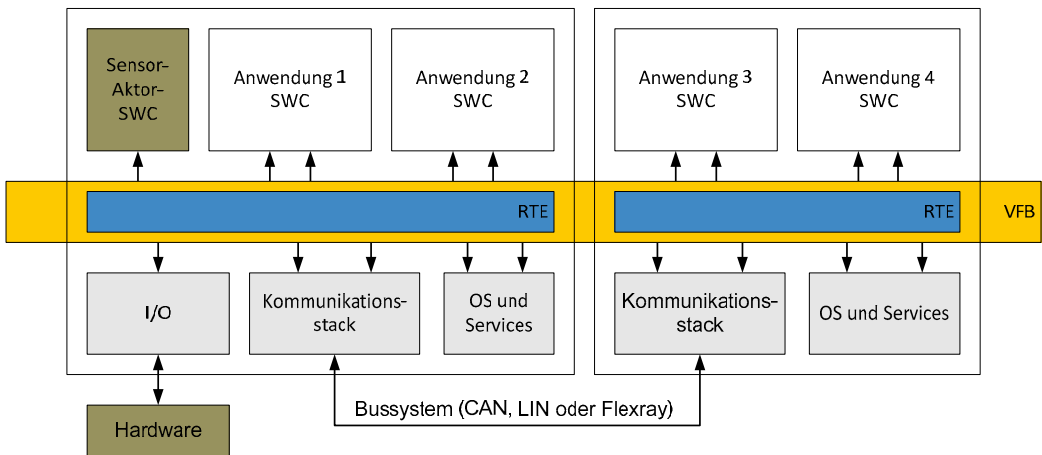 Sensor-
Aktor-
SWC
Anwendung 1
SWC
Anwendung 2
SWC
Anwendung 3
SWC
Anwendung 4
SWC
RTE
RTE
VFB
I/O
Kommunikations-
stack
OS und
Services
Kommunikations-
stack
OS und Services
Bussystem (CAN, LIN oder Flexray)
Hardware